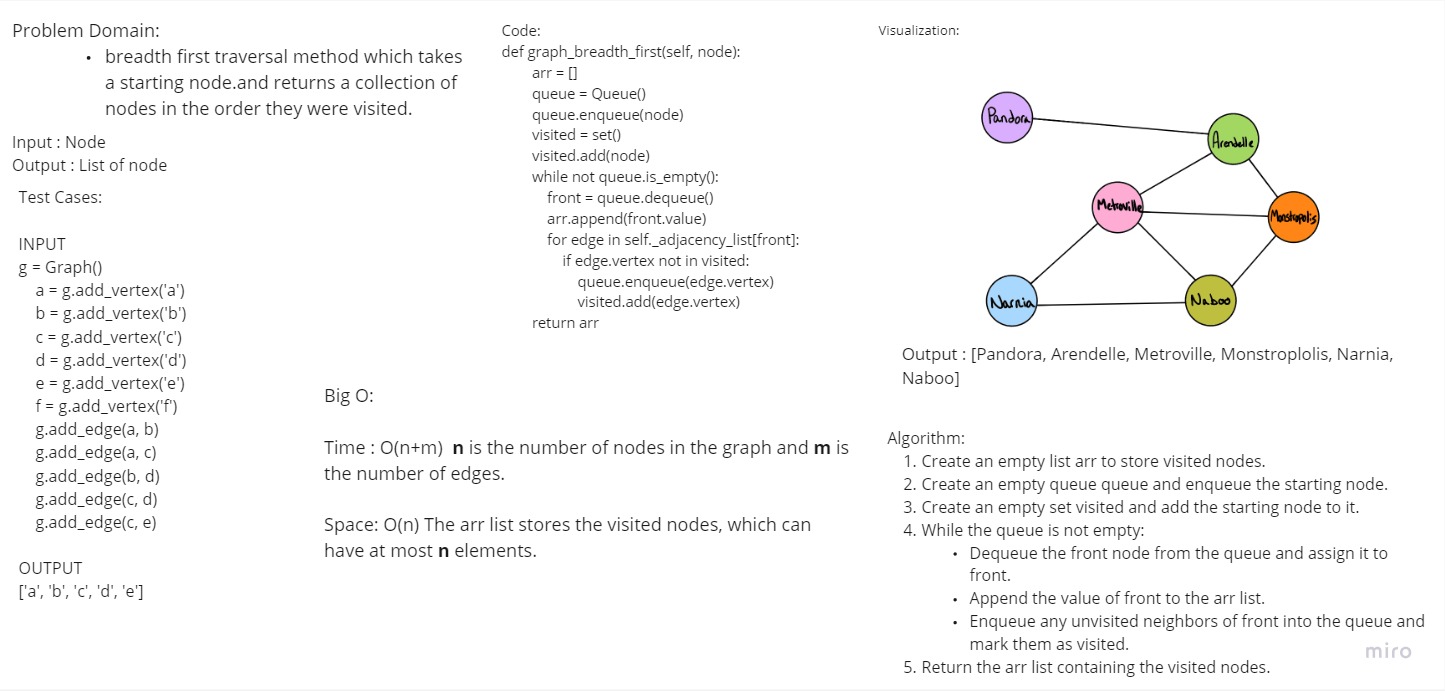 Problem Domain:
• breadth first traversal method which takes
a starting node.and returns a collection of
nodes in the order they were visited.
Input : Node
Output : List of node
Test Cases:
INPUT
g = Graph()
a = g.add_vertex('a')
b = g.add_vertex('b')
c = g.add_vertex('c')
d = g.add_vertex('d')
e = g.add_vertex('e')
f = g.add_vertex('f')
g.add_edge(a, b)
g.add_edge(a, c)
g.add_edge(b, d)
g.add_edge(c, d)
g.add_edge(c, e)
OUTPUT
['a', 'b', 'c', 'd', 'e']
Code:
def graph_breadth_first(self, node):
arr = []
queue = Queue()
queue.enqueue(node)
visited = set()
visited.add(node)
while not queue.is_empty():
front = queue.dequeue()
arr.append(front.value)
for edge in self._adjacency_list[front]:
if edge.vertex not in visited:
queue.enqueue(edge.vertex)
visited.add(edge.vertex)
return arr
Big O:
Time : O(n+m) n is the number of nodes in the graph and m is
the number of edges.
Space: O(n) The arr list stores the visited nodes, which can
have at most n elements.
Visualization:
Pandora
Arendelle
Metroville
Monstropolis
Narnia
Naboo
Output : [Pandora, Arendelle, Metroville, Monstroplolis, Narnia,
Naboo]
Algorithm:
1. Create an empty list arr to store visited nodes.
2. Create an empty queue queue and enqueue the starting node.
3. Create an empty set visited and add the starting node to it.
4. While the queue is not empty:
• Dequeue the front node from the queue and assign it to
front.
• Append the value of front to the arr list.
• Enqueue any unvisited neighbors of front into the queue and
mark them as visited.
5. Return the arr list containing the visited nodes.
miro